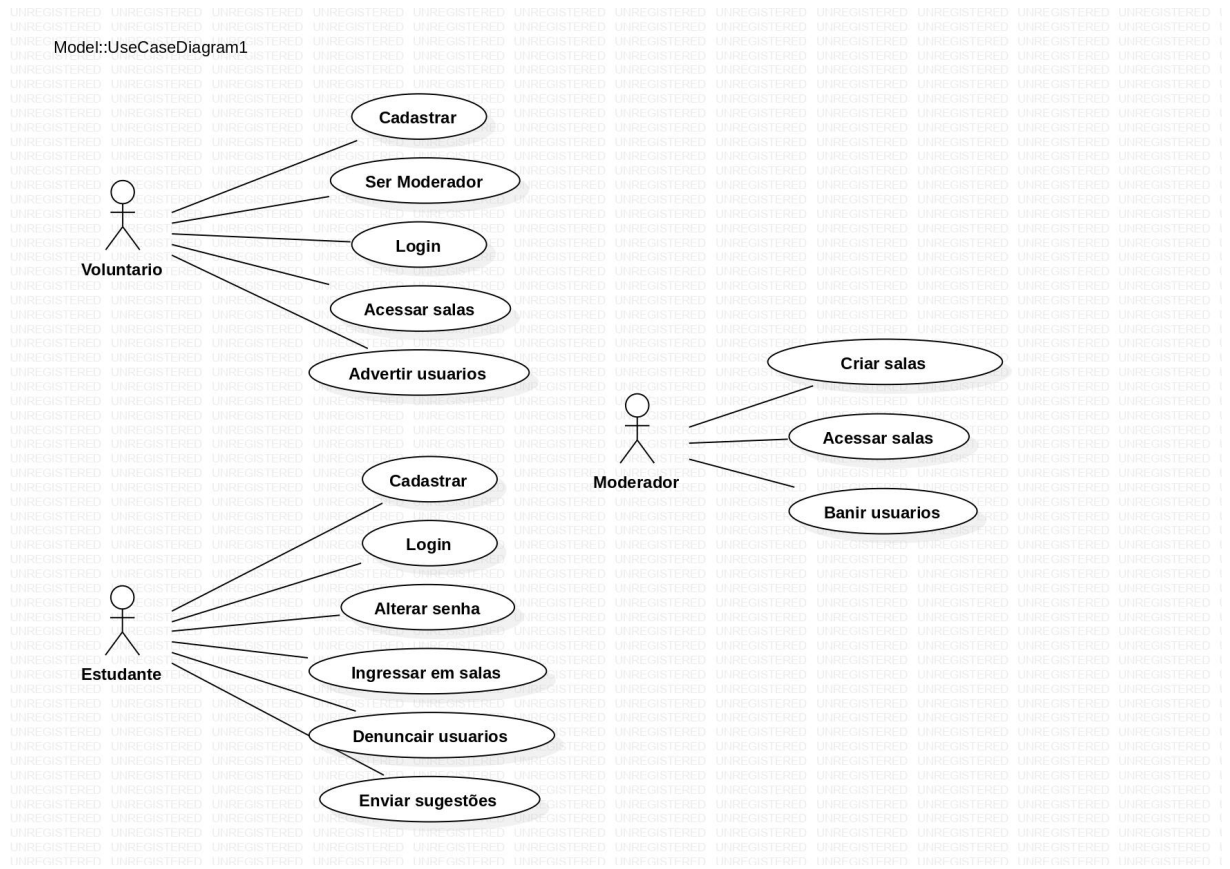 Model::UseCaseDiagram1
Cadastrar
Ser Moderador
Login
Acessar salas
Advertir usuarios
Voluntario
Criar salas
Acessar salas
Banir usuarios
Moderador
Cadastrar
Login
Alterar senha
Ingressar em salas
Denuncair usuarios
Enviar sugestões
Estudante
UNREGISTERED